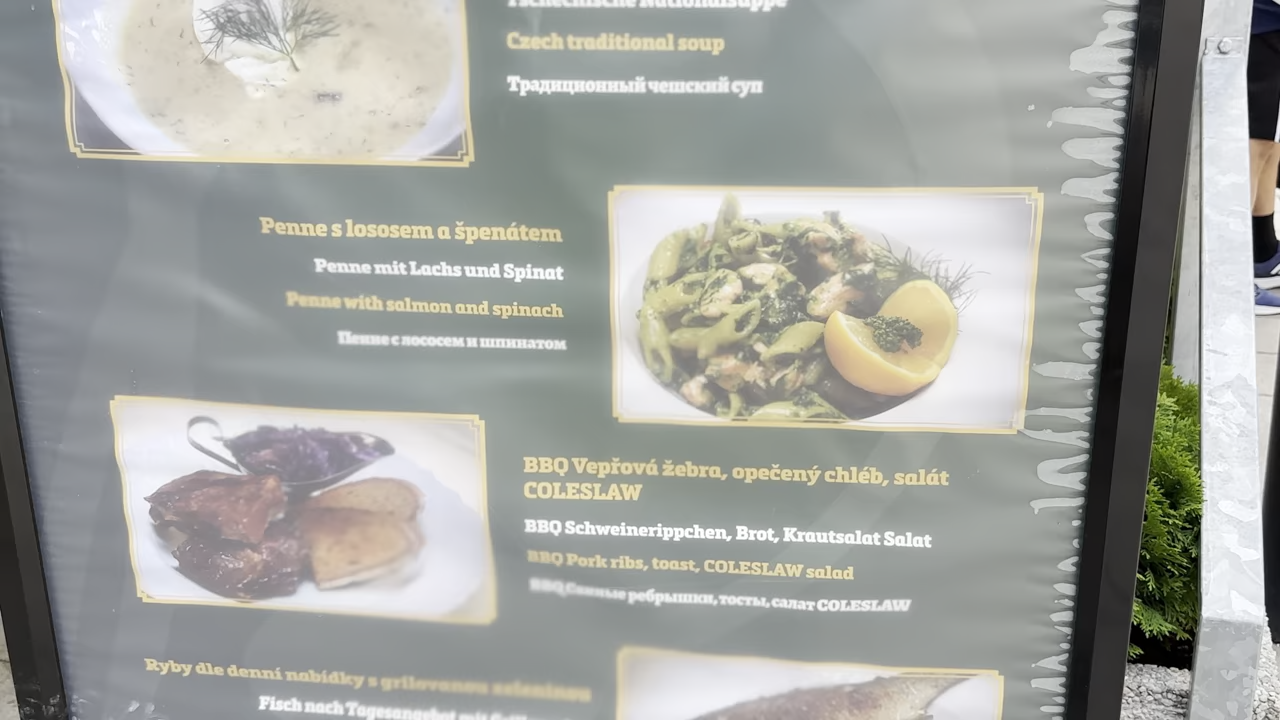 Tschechische Nationalsuppe
Czech traditional soup
Традиционный чешский суп
Penne s lososem a špenátem
Penne mit Lachs und Spinat
Penne with salmon and spinach
Пенне с лососем и шпинатом
BBQ Vepřová žebra, opečený chléb, salát
COLESLAW
BBQ Schweinerippchen, Brot, Krautsalat Salat
BBQ Pork ribs, toast, COLESLAW salad
BBQ Свиные ребрышки, тосты, салат COLESLAW
Ryby dle denní nabídky s grilovanou zeleninou
Fisch nach Tagesangebot mit